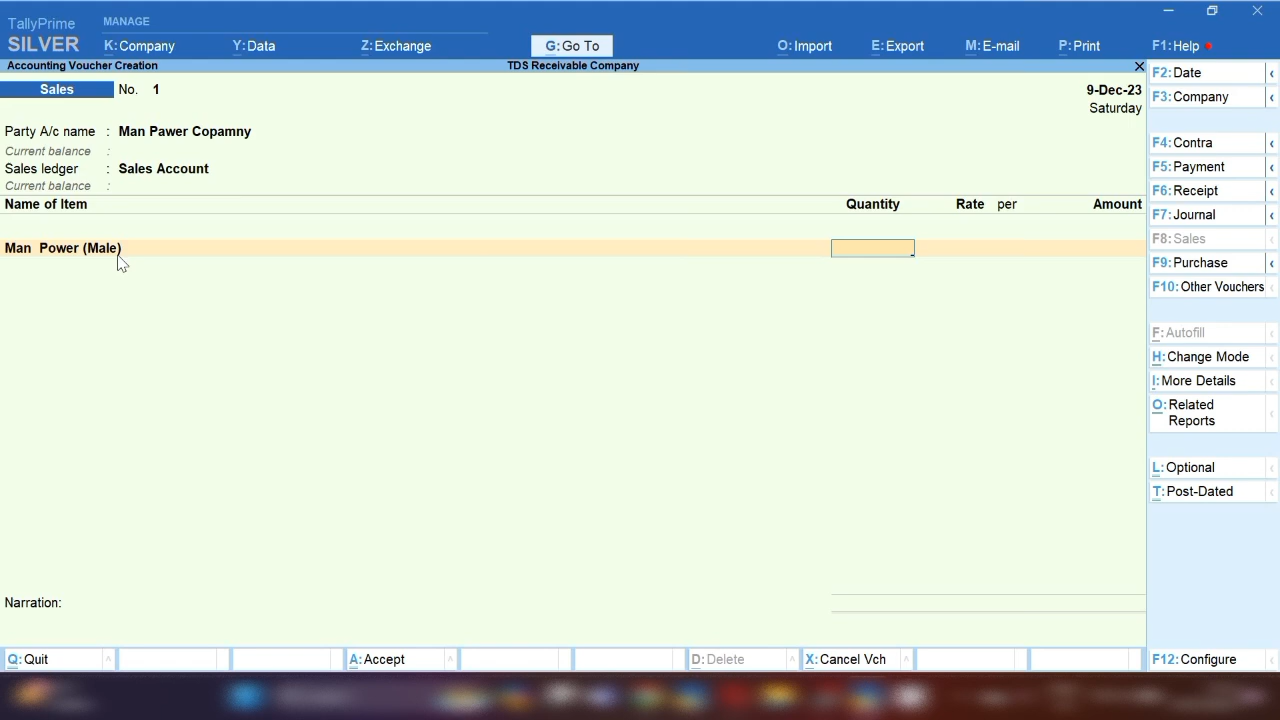 TallyPrime
SILVER
MANAGE
K:Company
Y:Data
Z:Exchange
G:Go To
O:Import
E:Export
M:E-mail
P:Print
F1:Help
Accounting Voucher Creation
TDS Receivable Company
Sales
No. 1
9-Dec-23
Saturday
Party A/c name : Man Pawer Copamny
Current balance :
Sales ledger : Sales Account
Current balance :
Name of Item
Quantity
Rate per
Amount
Man Power (Male)
Narration:
F2:Date
F3:Company
F4:Contra
F5:Payment
F6:Receipt
F7:Journal
F8:Sales
F9:Purchase
F10:Other Vouchers
F:Autofill
H:Change Mode
I:More Details
O:Related
Reports
L:Optional
T:Post-Dated
Q:Quit
A:Accept
D:Delete
X:Cancel Vch
F12:Configure